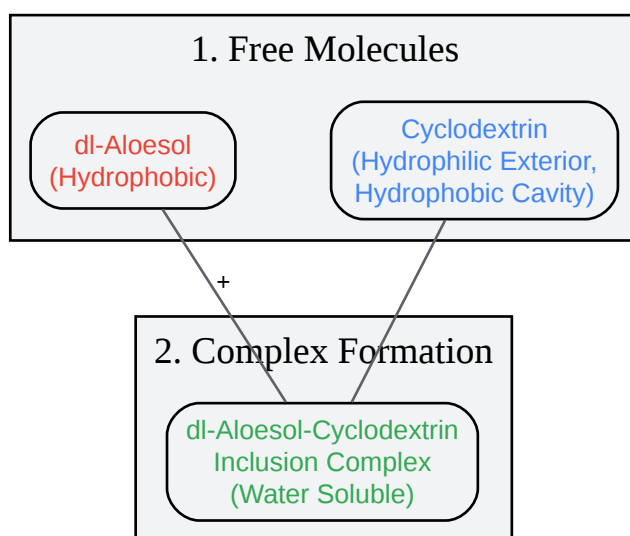 1. Free Molecules
dl-Aloesol
(Hydrophobic)
Cyclodextrin
(Hydrophilic Exterior,
Hydrophobic Cavity)
+
2. Complex Formation
dl-Aloesol-Cyclodextrin
Inclusion Complex
(Water Soluble)